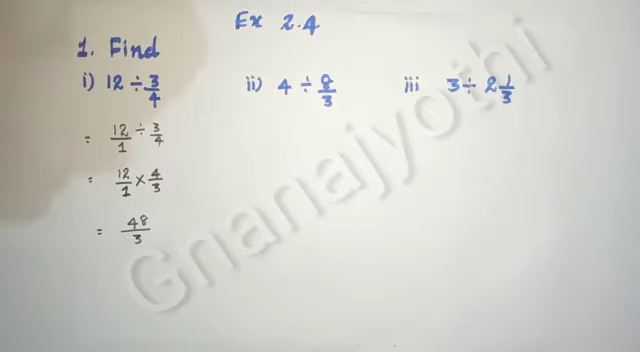 Ex 2.4
1. Find
i) 12 ÷ 3/4 ii) 4 ÷ 8/3 iii 3 ÷ 2 1/3
= 12/1 ÷ 3/4
= 12/1 × 4/3
= 48/3
Gnanajyothi